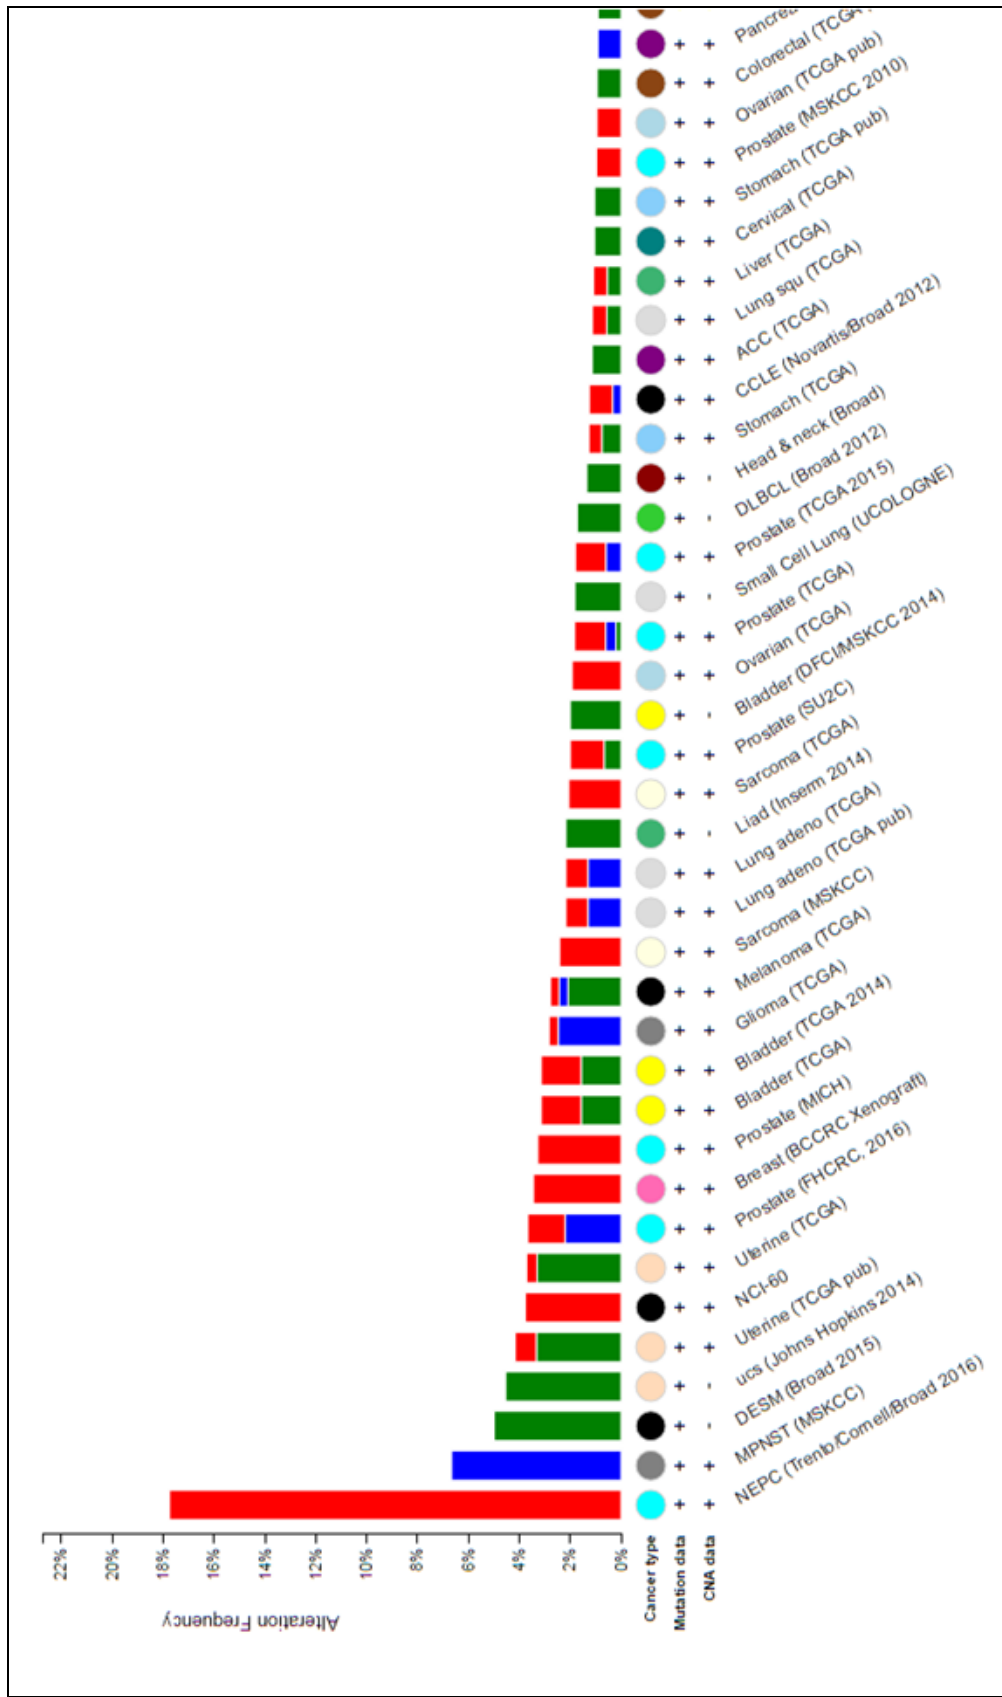 Pancrea
Colorectal (TCGA
Ovarian (TCGA pub)
Prostate (MSKCC 2010)
Stomach (TCGA pub)
Cervical (TCGA)
Liver (TCGA)
Lung squ (TCGA)
ACC (TCGA)
CCLE (Novartis/Broad 2012)
Stomach (TCGA)
Head & neck (Broad)
DLBCL (Broad 2012)
Prostate (TCGA 2015)
Small Cell Lung (UCOLOGNE)
Prostate (TCGA)
Ovarian (TCGA)
Bladder (DFCI/MSKCC 2014)
Prostate (SU2C)
Sarcoma (TCGA)
Liad (Inserm 2014)
Lung adeno (TCGA)
Lung adeno (TCGA pub)
Sarcoma (MSKCC)
Melanoma (TCGA)
Glioma (TCGA)
Bladder (TCGA 2014)
Bladder (TCGA)
Prostate (MICH)
Breast (BCCRC Xenograft)
Prostate (FHCRC, 2016)
Uterine (TCGA)
NCI-60
Uterine (TCGA pub)
ucs (Johns Hopkins 2014)
DESM (Broad 2015)
MPNST (MSKCC)
NEPC (Trento/Cornell/Broad 2016)
22%
20%
18%
16%
14%
12%
10%
8%
6%
4%
2%
0%
Cancer type
Mutation data
+ + + + + + + + + + + + + + + + + + + + + + + + + + + + + + + + + + + + + +
CNA data
+ + + + + + + + + + + - - + - + + - + + - + + + + + + + + + + + + + - - + +
Alteration Frequency